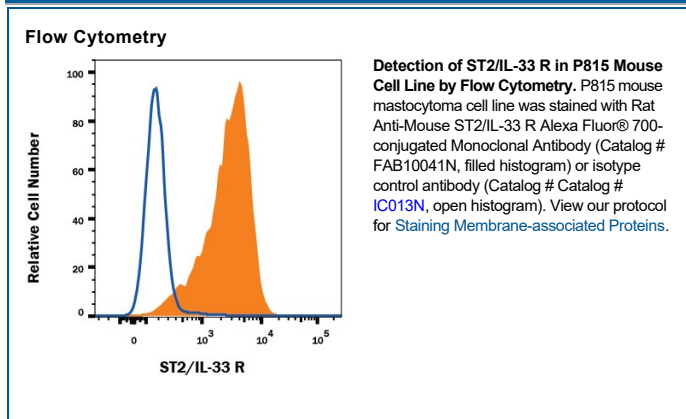 Flow Cytometry
100
80
60
40
20
0
Relative Cell Number
0
10³
10⁴
10⁵
ST2/IL-33 R
Detection of ST2/IL-33 R in P815 Mouse
Cell Line by Flow Cytometry. P815 mouse
mastocytoma cell line was stained with Rat
Anti-Mouse ST2/IL-33 R Alexa Fluor® 700-
conjugated Monoclonal Antibody (Catalog #
FAB10041N, filled histogram) or isotype
control antibody (Catalog # Catalog #
IC013N, open histogram). View our protocol
for Staining Membrane-associated Proteins.